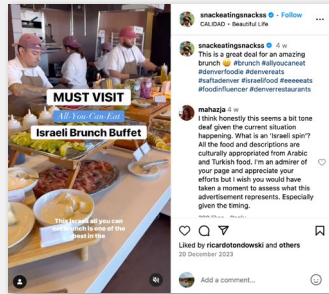 MUST VISIT
All-You-Can-Eat
Israeli Brunch Buffet
This Israeli all you can
eat brunch is one of the
best in the
snackeatingsnackss • Follow
CALIDAD • Beautiful Life
snackeatingsnackss 4 w
This is a great deal for an amazing
brunch 😄 #brunch #allyoucaneat
#denverfoodie #denvereats
#saftadenver #israelifood #eeeeeats
#foodinfluencer #denverrestaurants
mahazja 4 w
I think honestly this seems a bit tone
deaf given the current situation
happening. What is an 'Israeli spin'?
All the food and descriptions are
culturally appropriated from Arabic
and Turkish food. I'm an admirer of
your page and appreciate your
efforts but I wish you would have
taken a moment to assess what this
advertisement represents. Especially
given the timing.
Liked by ricardotondowski and others
20 December 2023
Add a comment...